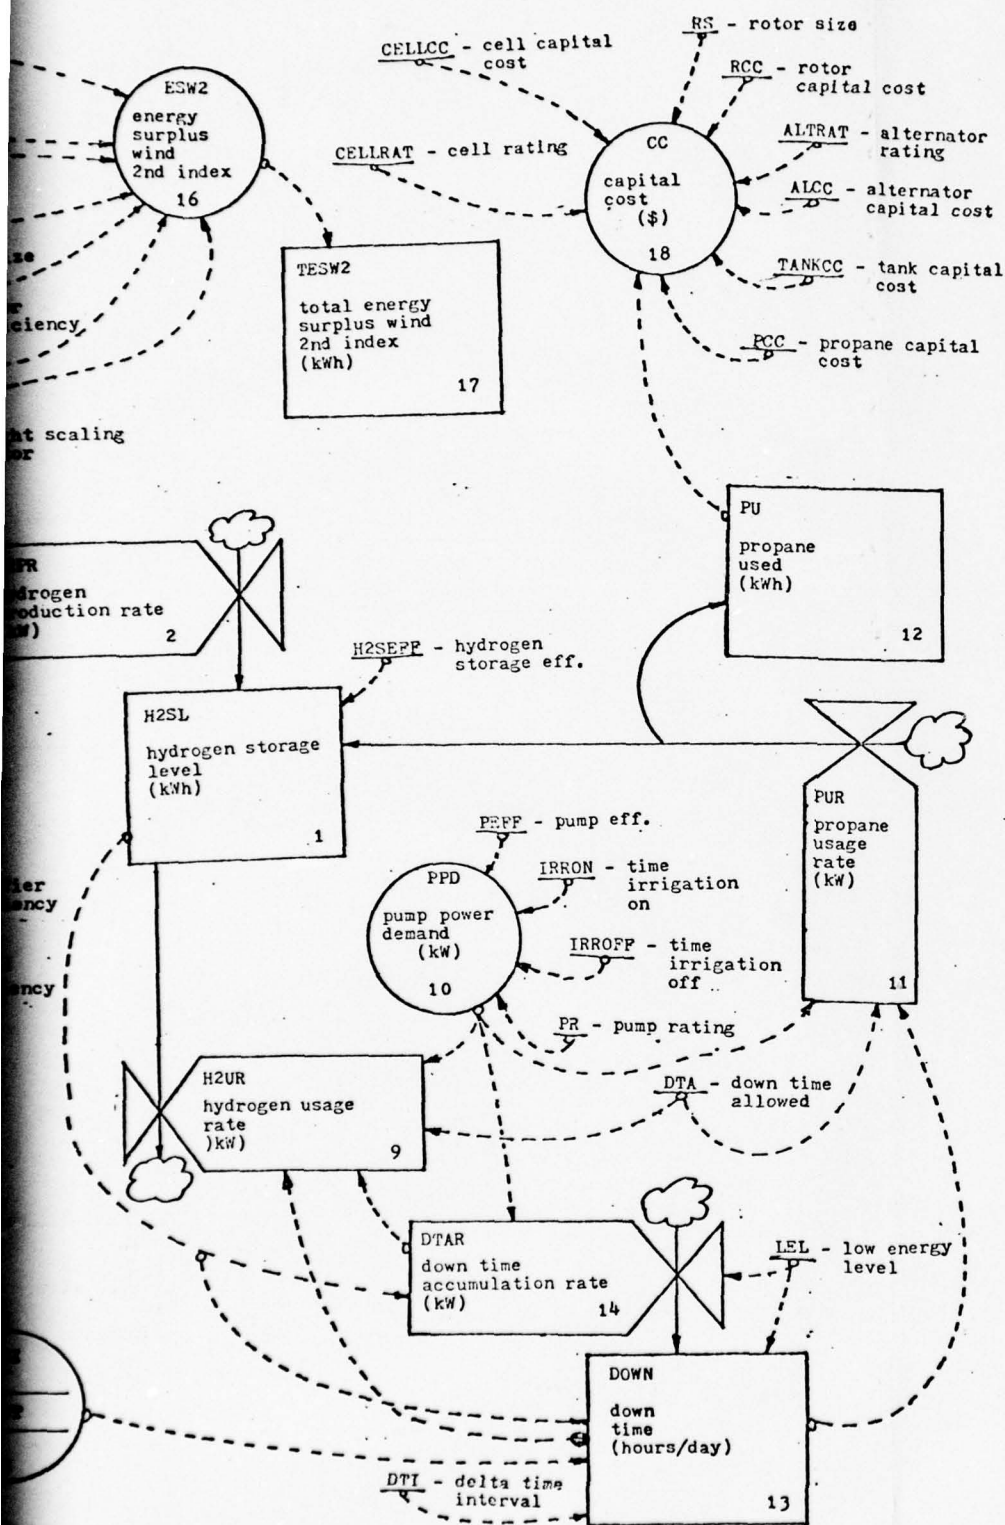 CELLCC - cell capital
cost
RS - rotor size
RCC - rotor
capital cost
ESW2
energy
surplus
wind
2nd index
16
CELLRAT - cell rating
CC
capital
cost
($)
18
ALTRAT - alternator
rating
ALCC - alternator
capital cost
TANKCC - tank capital
cost
PCC - propane capital
cost
TESW2
total energy
surplus wind
2nd index
(kWh)
17
ciency
scaling
PU
propane
used
(kWh)
12
drogen
oduction rate
2
H2SEFF - hydrogen
storage eff.
H2SL
hydrogen storage
level
(kWh)
1
PUR
propane
usage
rate
(kW)
11
PEFF - pump eff.
IRRON - time
irrigation
on
PPD
pump power
demand
(kW)
10
IRROFF - time
irrigation
off
PR - pump rating
ency
ency
H2UR
hydrogen usage
rate
)kW)
9
DTA - down time
allowed
DTAR
down time
accumulation rate
(kW)
14
LEL - low energy
level
DOWN
down
time
(hours/day)
13
DTI - delta time
interval